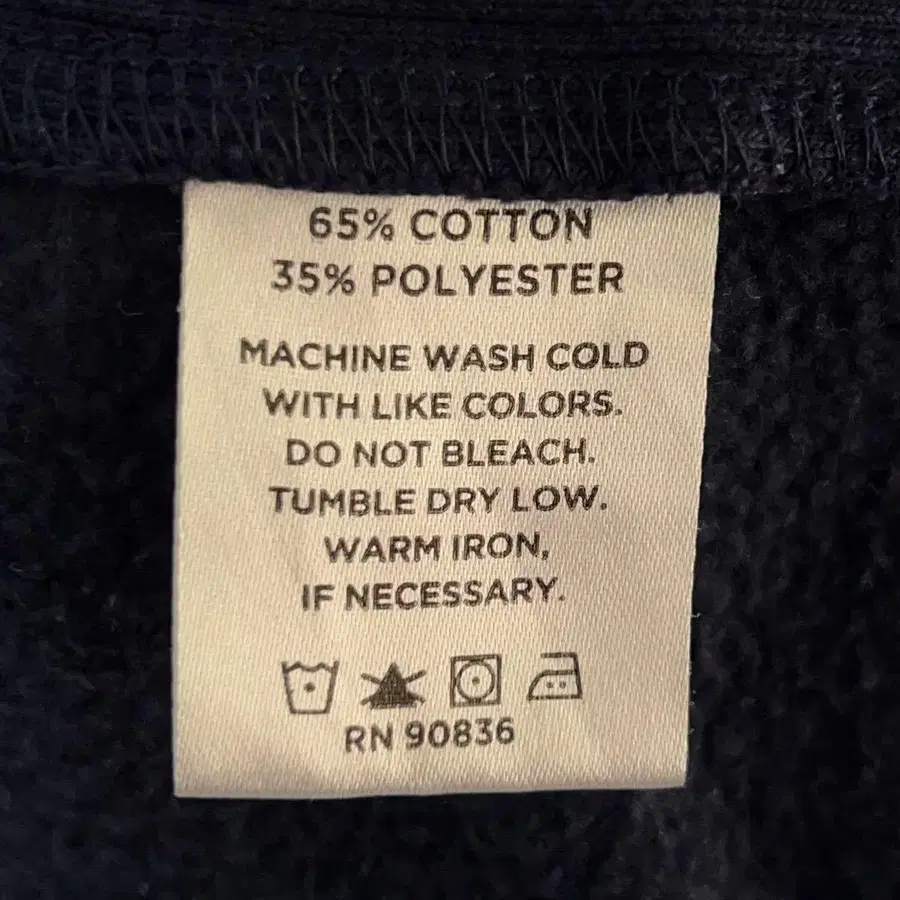 65% COTTON
35% POLYESTER
MACHINE WASH COLD
WITH LIKE COLORS.
DO NOT BLEACH.
TUMBLE DRY LOW.
WARM IRON,
IF NECESSARY.
RN 90836